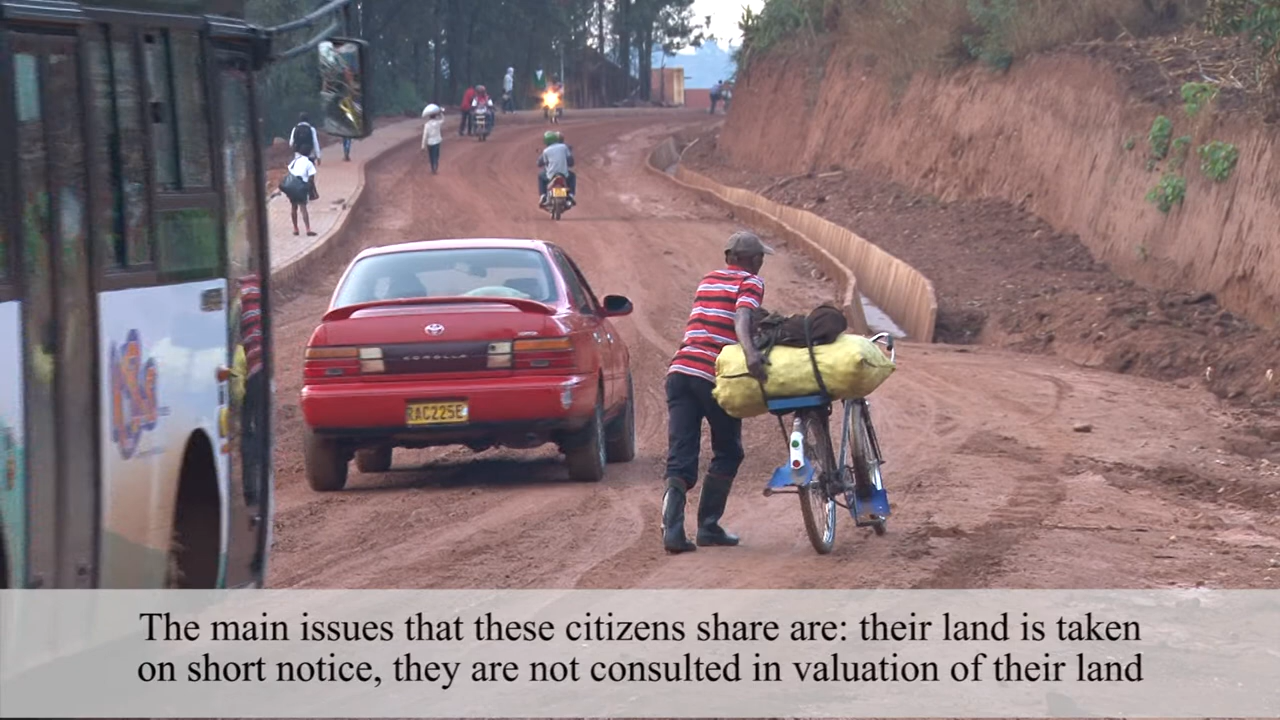 COROLLA
RAC225E
The main issues that these citizens share are: their land is taken
on short notice, they are not consulted in valuation of their land